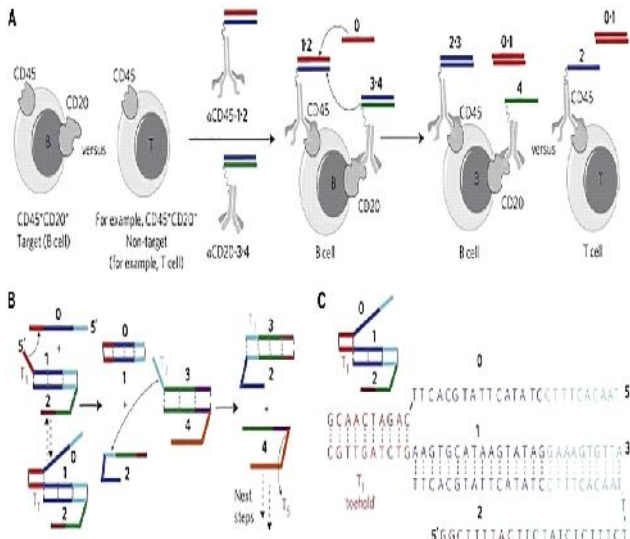 A
CD45
CD20
B
versus
CD45
T
CD45⁺CD20⁺
Target (B cell)
For example, CD45⁺CD20⁻
Non-target
(for example, T cell)
αCD45-1·2
αCD20-3·4
1·2
0
3·4
CD45
B
CD20
B cell
2·3
0·1
4
CD45
B
CD20
B cell
versus
0·1
2
CD45
T
T cell
B
0
5'
5'
+
1
T₁
2
0
1
T₁
2
0
1
+
2
3
4
3
2
+
4
Next
steps
T₅
C
0
1
T₁
2
0
TTCACGTATTCATATCCTTTCACAAT 5
GCAACTAGAC
1
CGTTGATCTGAAGTGCATAAGTATAGGAAAGTGTTA 3
TTCACGTATTCATATCCTTTCACAAT
T₁
'toehold'
2
T
5'GGCTTTTACTTCTATCTCTTTCT